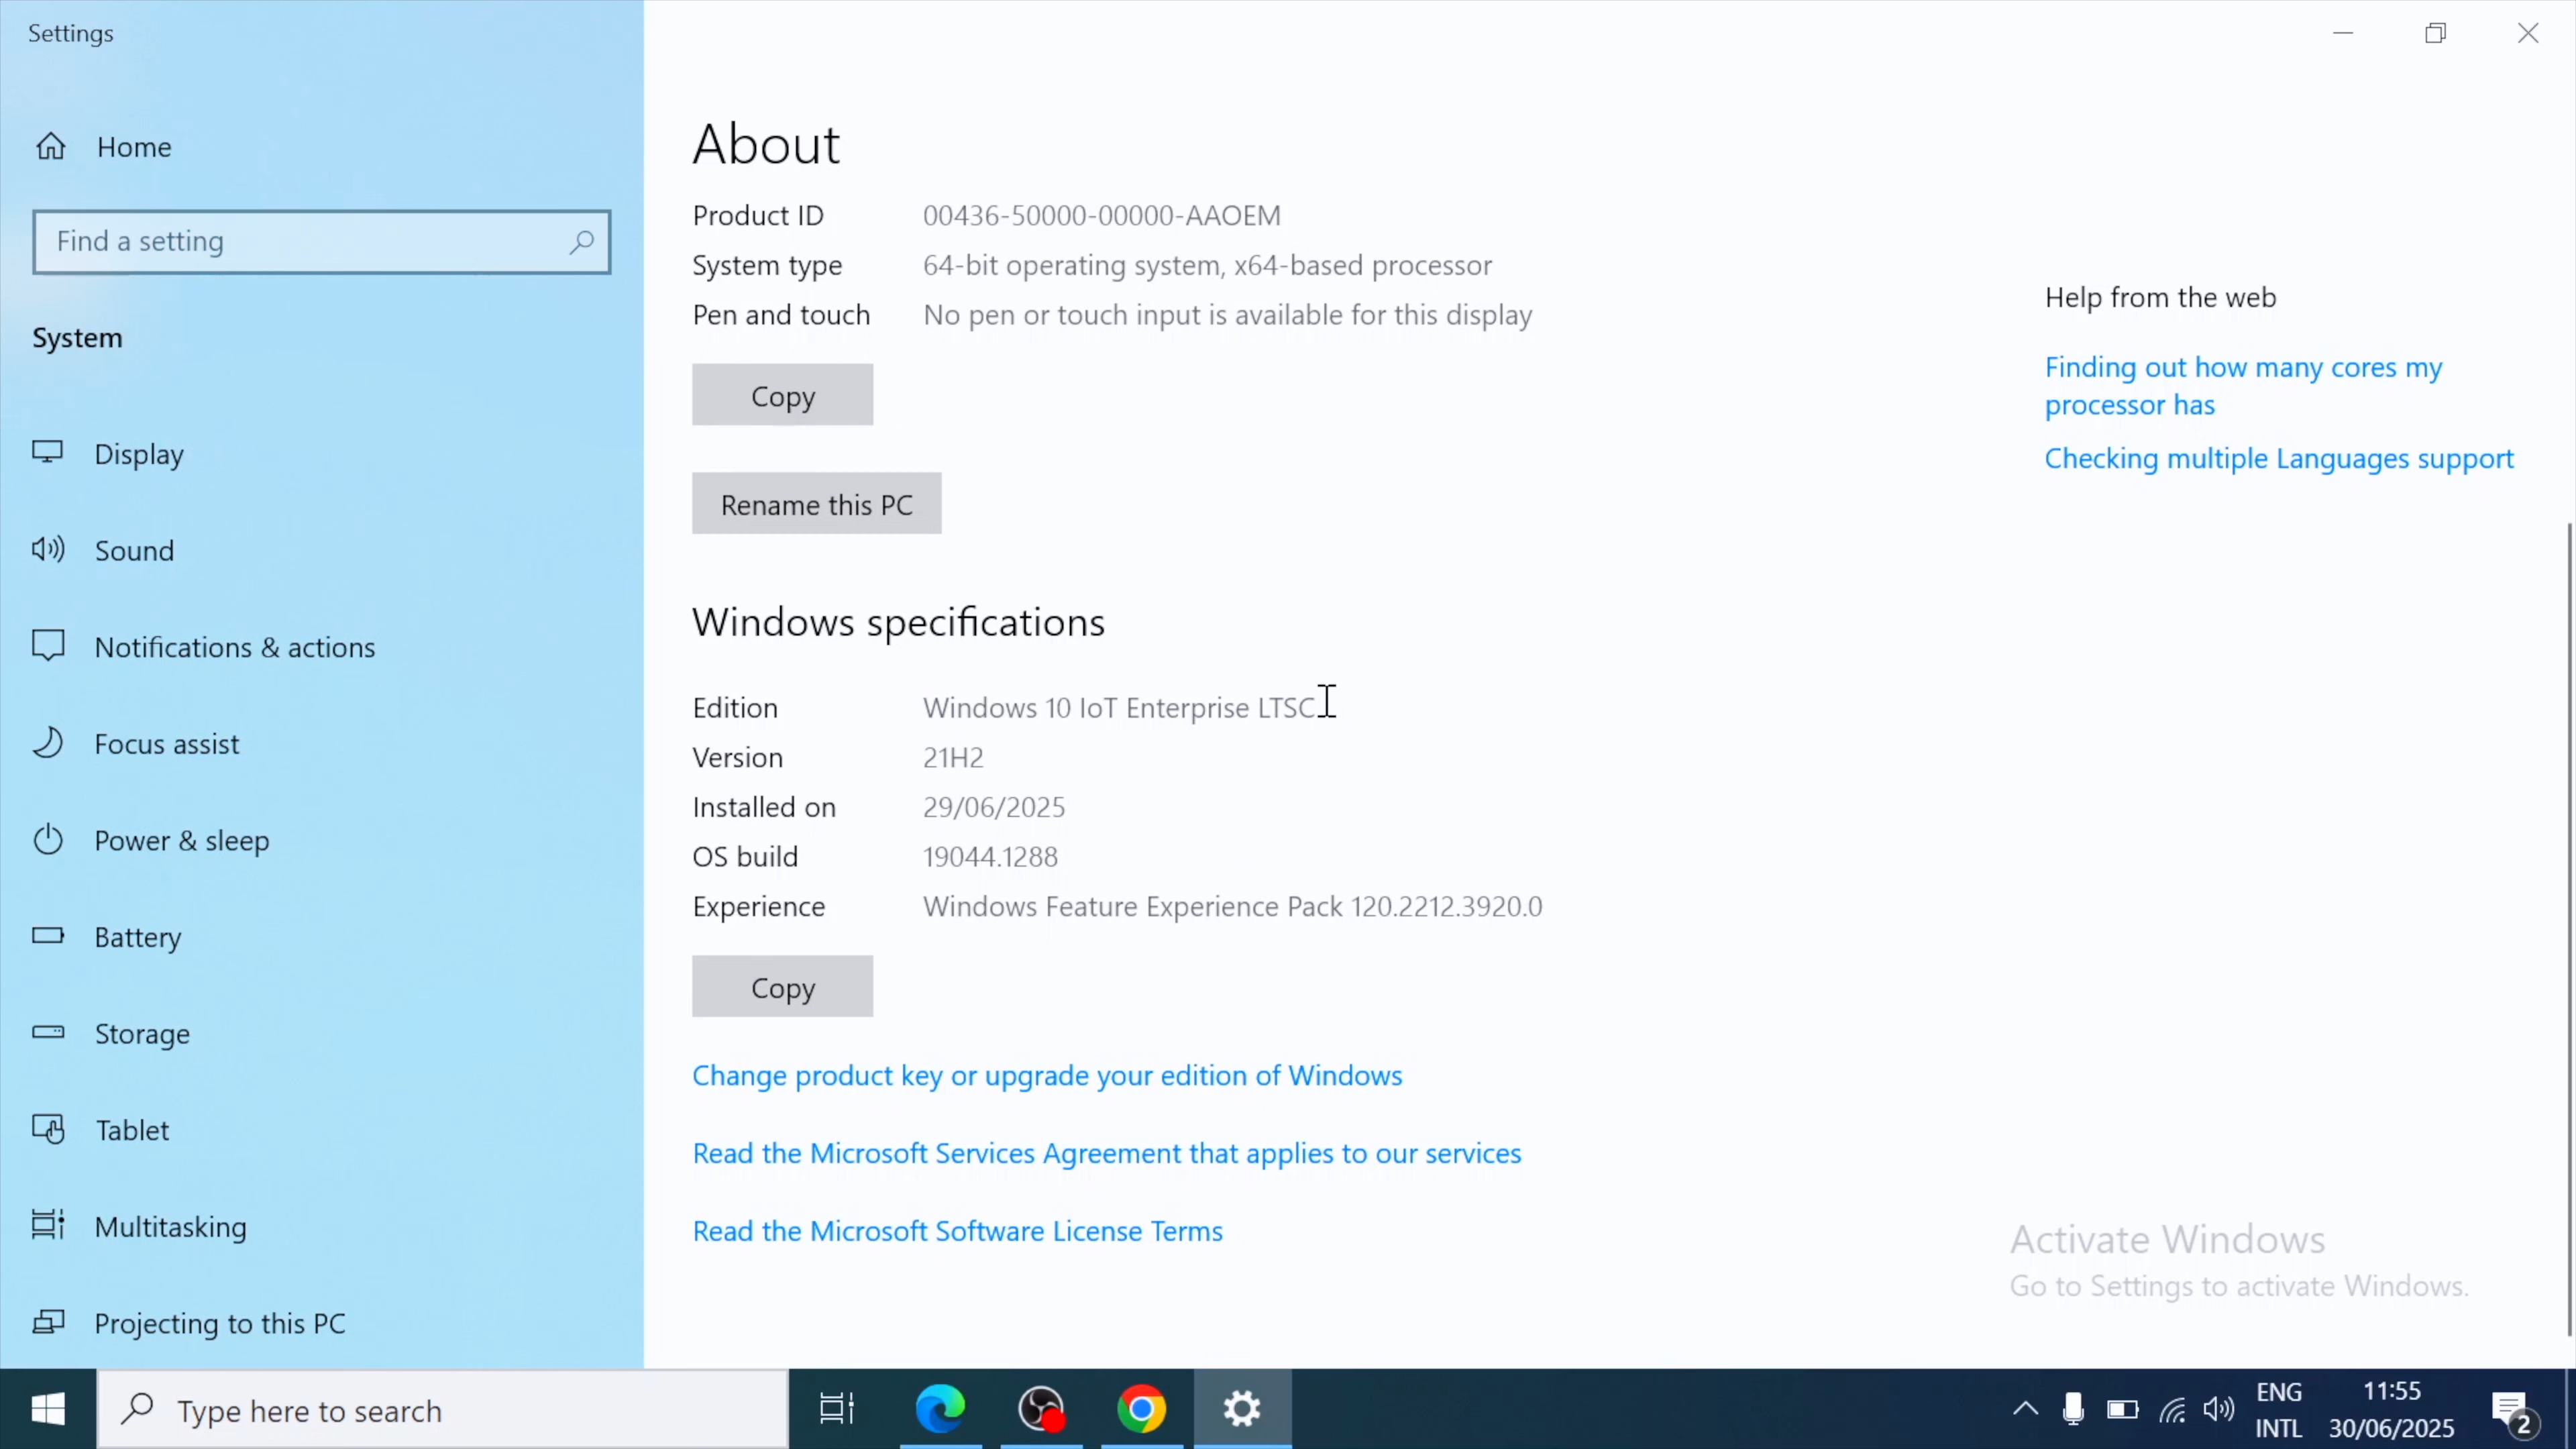 Settings
Home
Find a setting
System
Display
Sound
Notifications & actions
Focus assist
Power & sleep
Battery
Storage
Tablet
Multitasking
Projecting to this PC
About
Product ID 00436-50000-00000-AAOEM
System type 64-bit operating system, x64-based processor
Pen and touch No pen or touch input is available for this display
Copy
Rename this PC
Windows specifications
Edition Windows 10 IoT Enterprise LTSC
Version 21H2
Installed on 29/06/2025
OS build 19044.1288
Experience Windows Feature Experience Pack 120.2212.3920.0
Copy
Change product key or upgrade your edition of Windows
Read the Microsoft Services Agreement that applies to our services
Read the Microsoft Software License Terms
Help from the web
Finding out how many cores my
processor has
Checking multiple Languages support
Activate Windows
Go to Settings to activate Windows.
Type here to search
ENG
INTL
11:55
30/06/2025
2